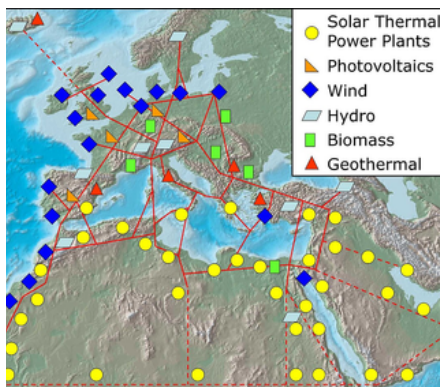 Solar Thermal
Power Plants
Photovoltaics
Wind
Hydro
Biomass
Geothermal